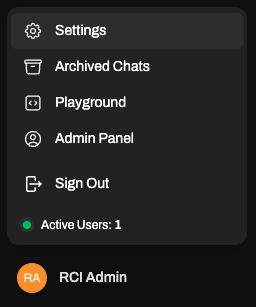 Settings
Archived Chats
Playground
Admin Panel
Sign Out
Active Users: 1
RA RCI Admin